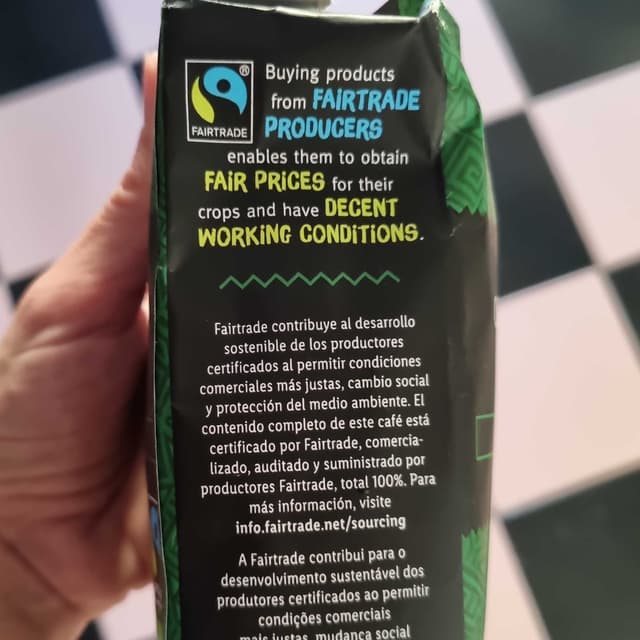 FAIRTRADE
Buying products
from FAIRTRADE
PRODUCERS
enables them to obtain
FAIR PRICES for their
crops and have DECENT
WORKING CONDITIONS.
Fairtrade contribuye al desarrollo
sostenible de los productores
certificados al permitir condiciones
comerciales más justas, cambio social
y protección del medio ambiente. El
contenido completo de este café está
certificado por Fairtrade, comercia-
lizado, auditado y suministrado por
productores Fairtrade, total 100%. Para
más información, visite
info.fairtrade.net/sourcing
A Fairtrade contribui para o
desenvolvimento sustentável dos
produtores certificados ao permitir
condições comerciais
mais justas, mudança social